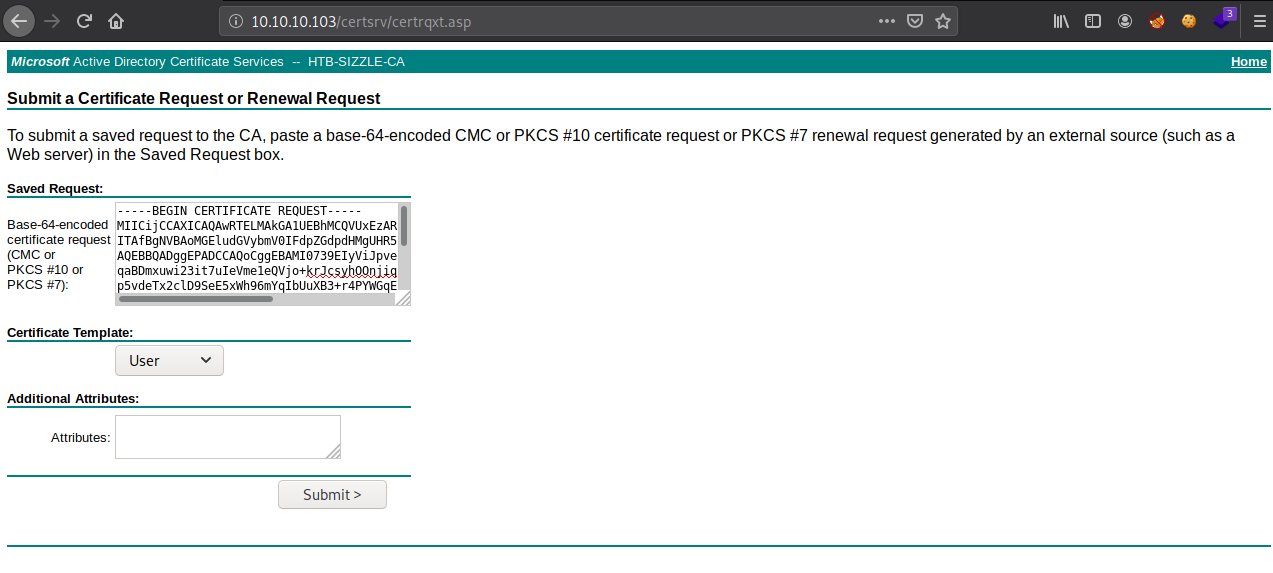 10.10.10.103/certsrv/certrqxt.asp
3
Microsoft Active Directory Certificate Services -- HTB-SIZZLE-CA
Home
Submit a Certificate Request or Renewal Request
To submit a saved request to the CA, paste a base-64-encoded CMC or PKCS #10 certificate request or PKCS #7 renewal request generated by an external source (such as a
Web server) in the Saved Request box.
Saved Request:
Base-64-encoded
certificate request
(CMC or
PKCS #10 or
PKCS #7):
-----BEGIN CERTIFICATE REQUEST-----
MIICijCCAXICAQAwRTELMAkGA1UEBhMCQVUxEzAR
ITAfBgNVBAoMGEludGVybmV0IFdpZGdpdHMgUHR5
AQEBBQADggEPADCCAQoCggEBAMI0739EIyViJpve
qaBDmxuwi23it7uIeVme1eQVjo+krJcsyhOOnjiq
p5vdeTx2clD9SeE5xWh96mYqIbUuXB3+r4PYWGqE
Certificate Template:
User
Additional Attributes:
Attributes:
Submit >